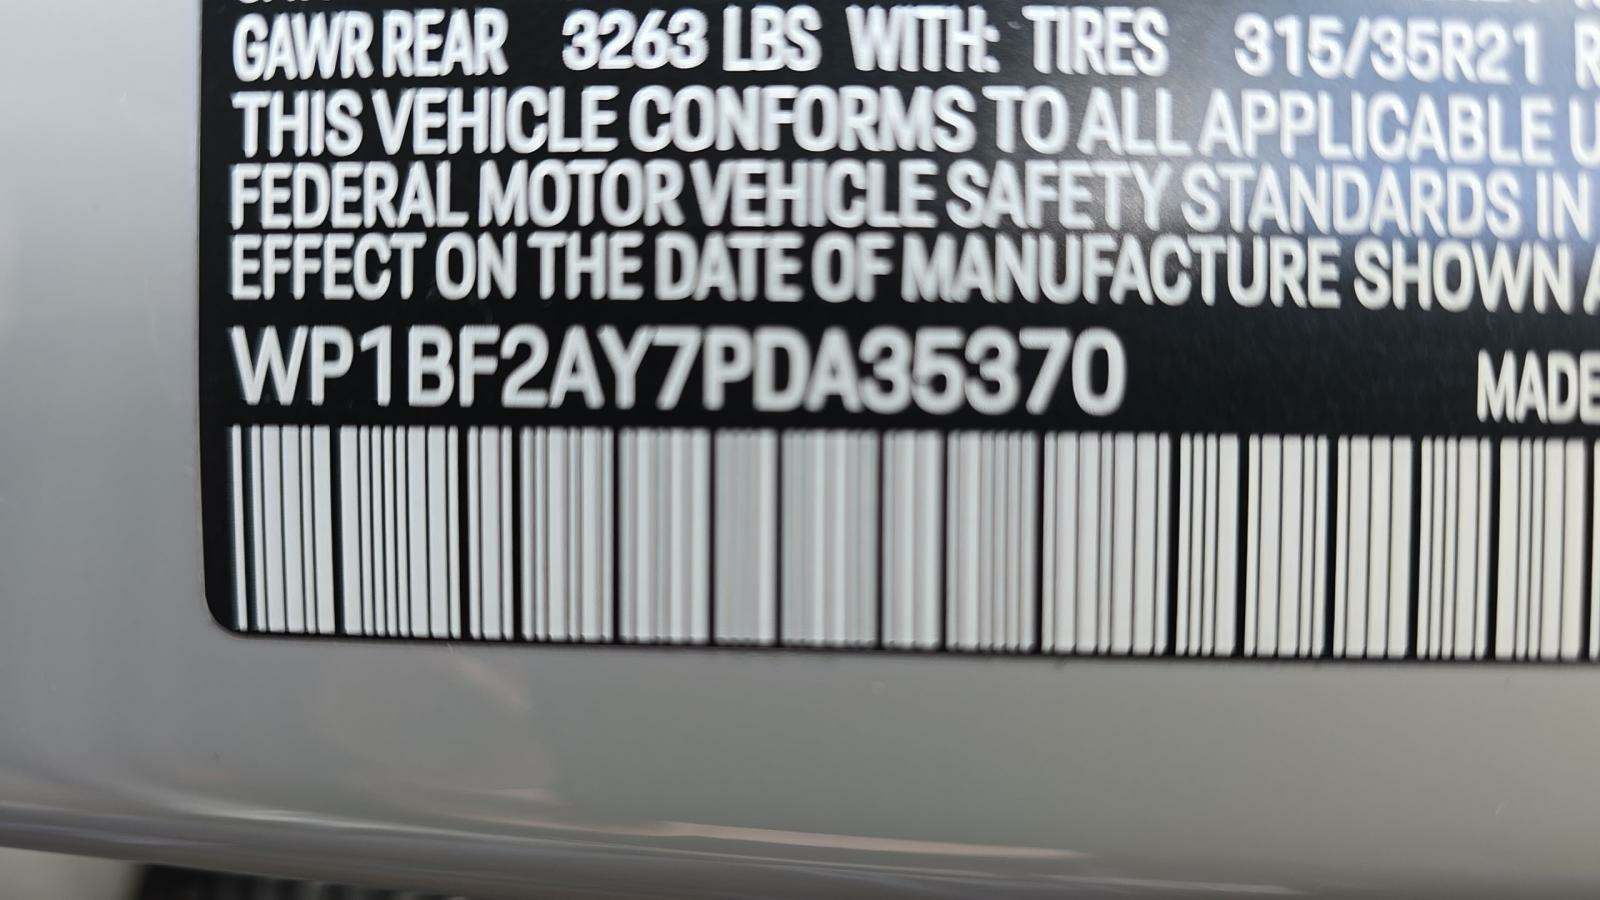 GAWR REAR 3263 LBS WITH: TIRES 315/35R21 R
THIS VEHICLE CONFORMS TO ALL APPLICABLE U
FEDERAL MOTOR VEHICLE SAFETY STANDARDS IN
EFFECT ON THE DATE OF MANUFACTURE SHOWN A
WP1BF2AY7PDA35370
MADE